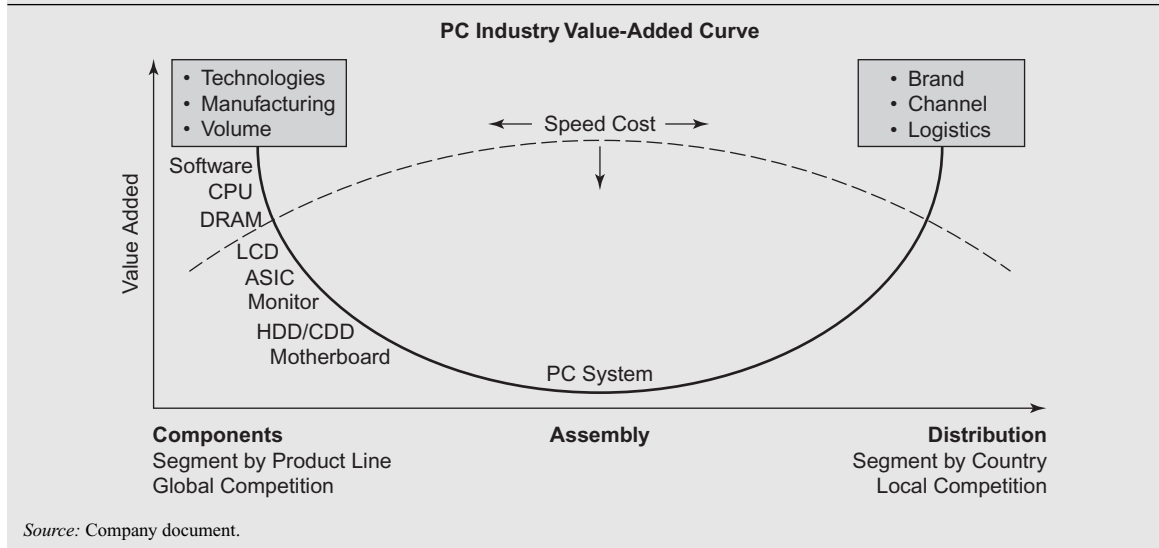 PC Industry Value-Added Curve
• Technologies
• Manufacturing
• Volume
• Brand
• Channel
• Logistics
Speed Cost
Software
CPU
DRAM
LCD
ASIC
Monitor
HDD/CDD
Motherboard
PC System
Value Added
Components
Segment by Product Line
Global Competition
Assembly
Distribution
Segment by Country
Local Competition
Source: Company document.